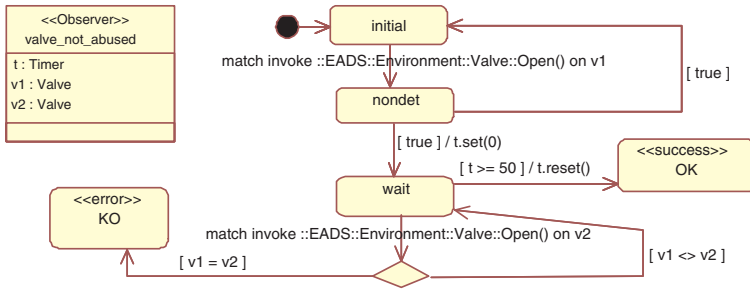 <<Observer>>
valve_not_abused
t : Timer
v1 : Valve
v2 : Valve
initial
match invoke ::EADS::Environment::Valve::Open() on v1
[ true ]
nondet
[ true ] / t.set(0)
[ t >= 50 ] / t.reset()
<<success>>
OK
wait
<<error>>
KO
match invoke ::EADS::Environment::Valve::Open() on v2
[ v1 <> v2 ]
[ v1 = v2 ]